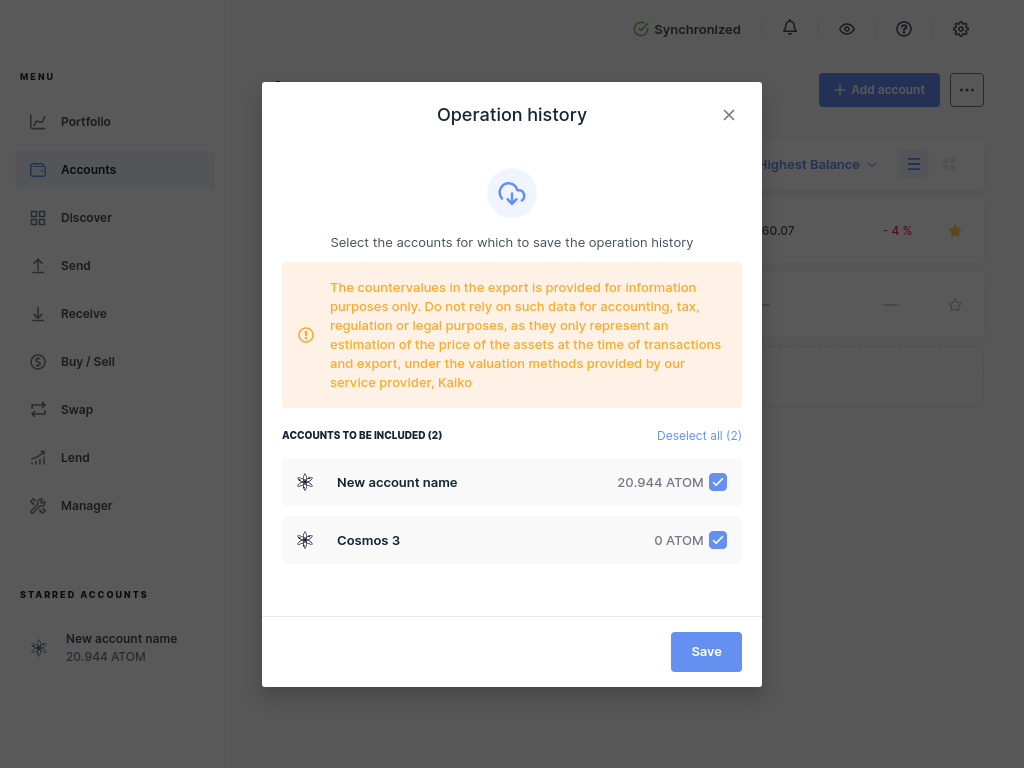 Synchronized
MENU
Add account
Portfolio
Accounts
Discover
Send
Receive
Buy / Sell
Swap
Lend
Manager
STARRED ACCOUNTS
New account name
20.944 ATOM
Highest Balance
60.07
- 4 %
—
Operation history
Select the accounts for which to save the operation history
The countervalues in the export is provided for information
purposes only. Do not rely on such data for accounting, tax,
regulation or legal purposes, as they only represent an
estimation of the price of the assets at the time of transactions
and export, under the valuation methods provided by our
service provider, Kaiko
ACCOUNTS TO BE INCLUDED (2)
Deselect all (2)
New account name
20.944 ATOM
Cosmos 3
0 ATOM
Save